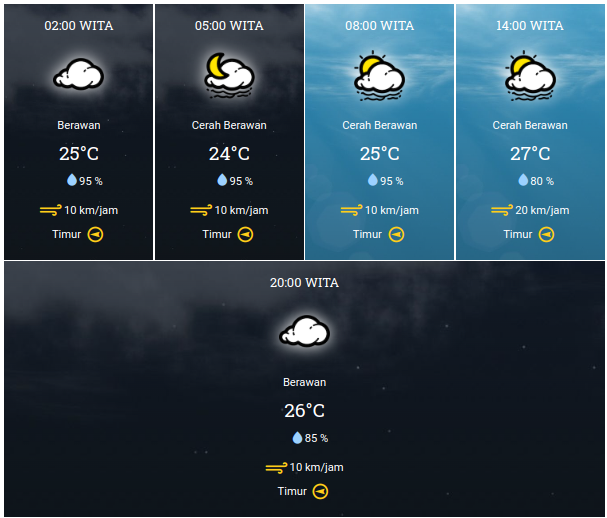 02:00 WITA
Berawan
25°C
95 %
10 km/jam
Timur
05:00 WITA
Cerah Berawan
24°C
95 %
10 km/jam
Timur
08:00 WITA
Cerah Berawan
25°C
95 %
10 km/jam
Timur
14:00 WITA
Cerah Berawan
27°C
80 %
20 km/jam
Timur
20:00 WITA
Berawan
26°C
85 %
10 km/jam
Timur